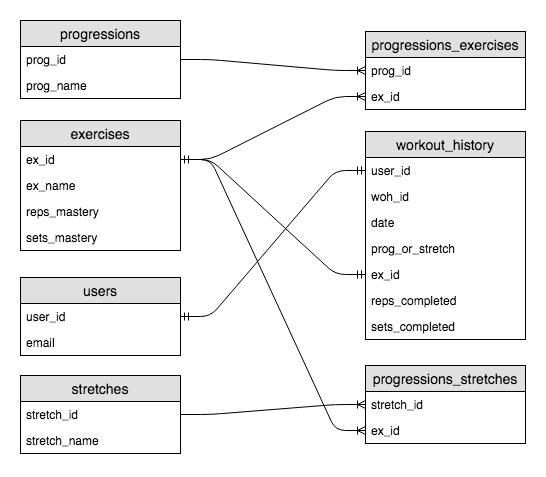 progressions
prog_id
prog_name
exercises
ex_id
ex_name
reps_mastery
sets_mastery
users
user_id
email
stretches
stretch_id
stretch_name
progressions_exercises
prog_id
ex_id
workout_history
user_id
woh_id
date
prog_or_stretch
ex_id
reps_completed
sets_completed
progressions_stretches
stretch_id
ex_id